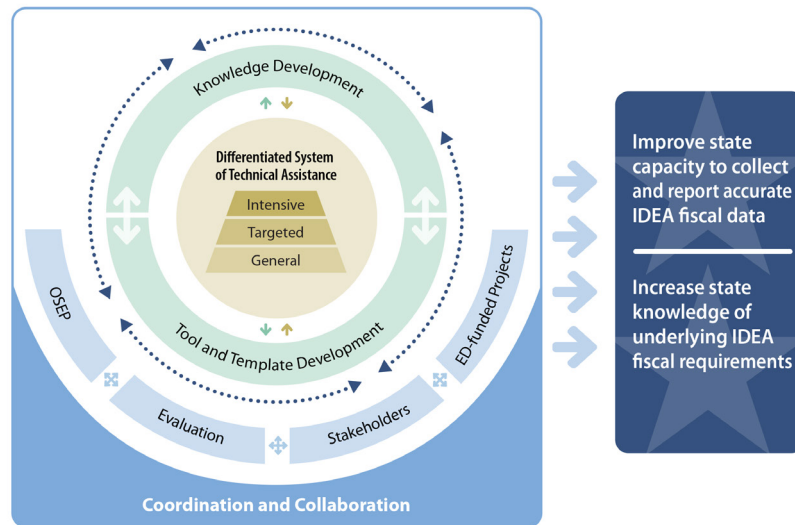 Knowledge Development
Differentiated System
of Technical Assistance
Intensive
Targeted
General
Tool and Template Development
OSEP
Evaluation
Stakeholders
ED-funded Projects
Coordination and Collaboration
Improve state
capacity to collect
and report accurate
IDEA fiscal data
Increase state
knowledge of
underlying IDEA
fiscal requirements